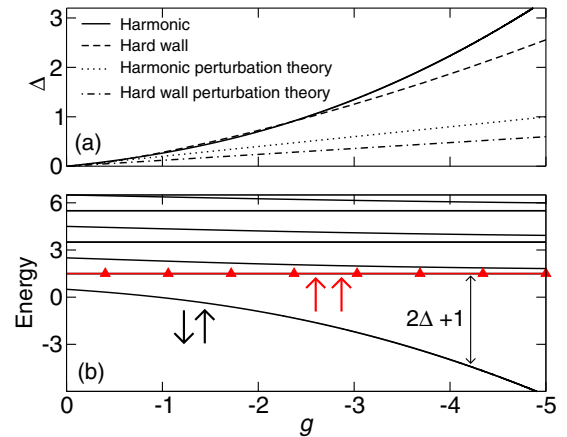 3
2
1
0
Δ
Harmonic
Hard wall
Harmonic perturbation theory
Hard wall perturbation theory
(a)
6
3
0
-3
Energy
2Δ +1
(b)
0 -1 -2 -3 -4 -5
g